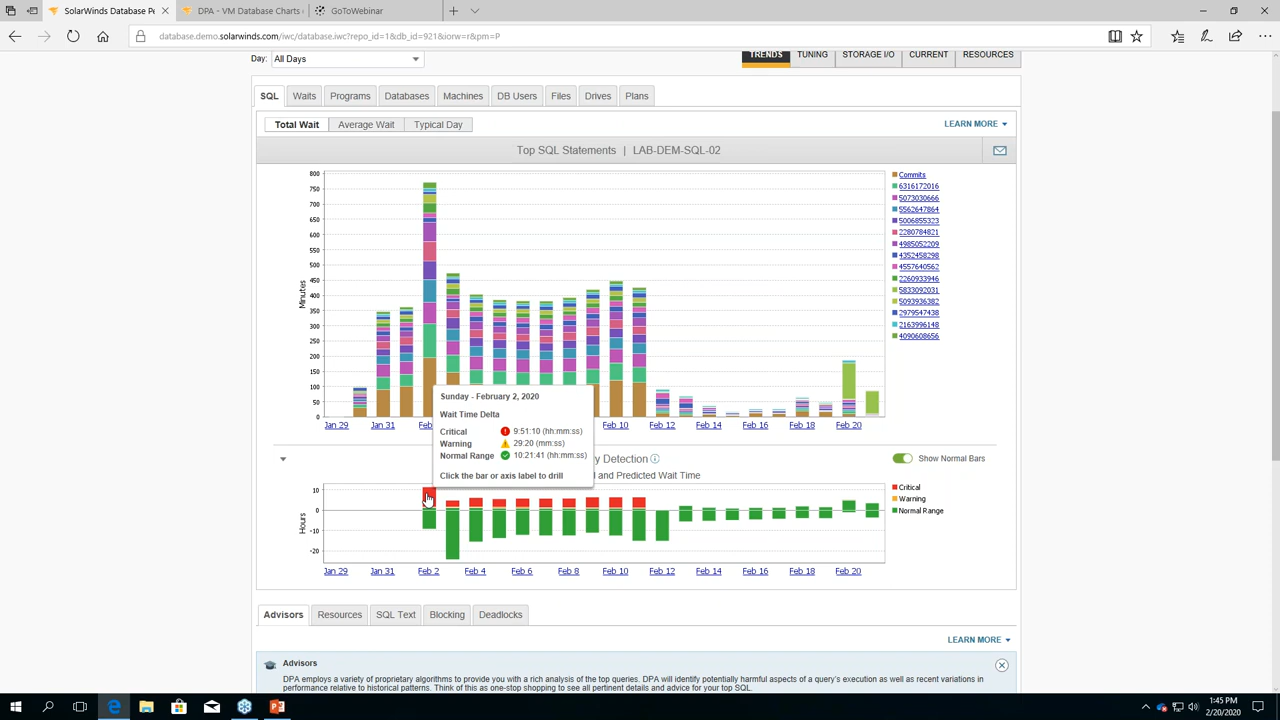 SolarWinds Database Pe
DPA - VM Database Charts
GoToWebinar
database.demo.solarwinds.com/iwc/database.iwc?repo_id=1&db_id=921&iorw=r&pm=P
Day:
All Days
TRENDS
TUNING
STORAGE I/O
CURRENT
RESOURCES
SQL
Waits
Programs
Databases
Machines
DB Users
Files
Drives
Plans
Total Wait
Average Wait
Typical Day
LEARN MORE
Top SQL Statements | LAB-DEM-SQL-02
800
750
700
650
600
550
500
450
400
350
300
250
200
150
100
50
0
Minutes
Commits
6316172016
5073030666
5562647864
5006855323
2280784821
4985052209
4352458298
4557640562
2260933946
5833092031
5093936382
2979547438
2163996148
4090608656
Jan 29
Jan 31
Feb
Feb 10
Feb 12
Feb 14
Feb 16
Feb 18
Feb 20
Sunday - February 2, 2020
Wait Time Delta
Critical 9:51:10 (hh:mm:ss)
Warning 29:20 (mm:ss)
Normal Range 10:21:41 (hh:mm:ss)
Click the bar or axis label to drill
y Detection
Show Normal Bars
d and Predicted Wait Time
10
0
-10
-20
Hours
Critical
Warning
Normal Range
Jan 29
Jan 31
Feb 2
Feb 4
Feb 6
Feb 8
Feb 10
Feb 12
Feb 14
Feb 16
Feb 18
Feb 20
Advisors
Resources
SQL Text
Blocking
Deadlocks
LEARN MORE
Advisors
DPA employs a variety of proprietary algorithms to provide you with a rich analysis of the top queries. DPA will identify potentially harmful aspects of a query's execution as well as recent variations in
performance relative to historical patterns. Think of this as one-stop shopping to see all pertinent details and advice for your top SQL.
1:45 PM
2/20/2020